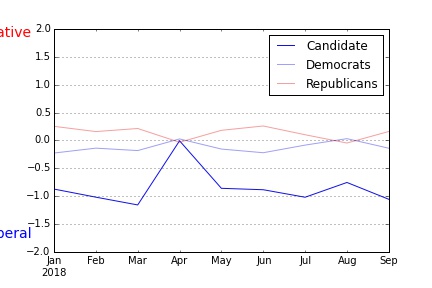 ative
2.0
1.5
1.0
0.5
0.0
−0.5
−1.0
−1.5
−2.0
beral
Candidate
Democrats
Republicans
Jan Feb Mar Apr May Jun Jul Aug Sep
2018